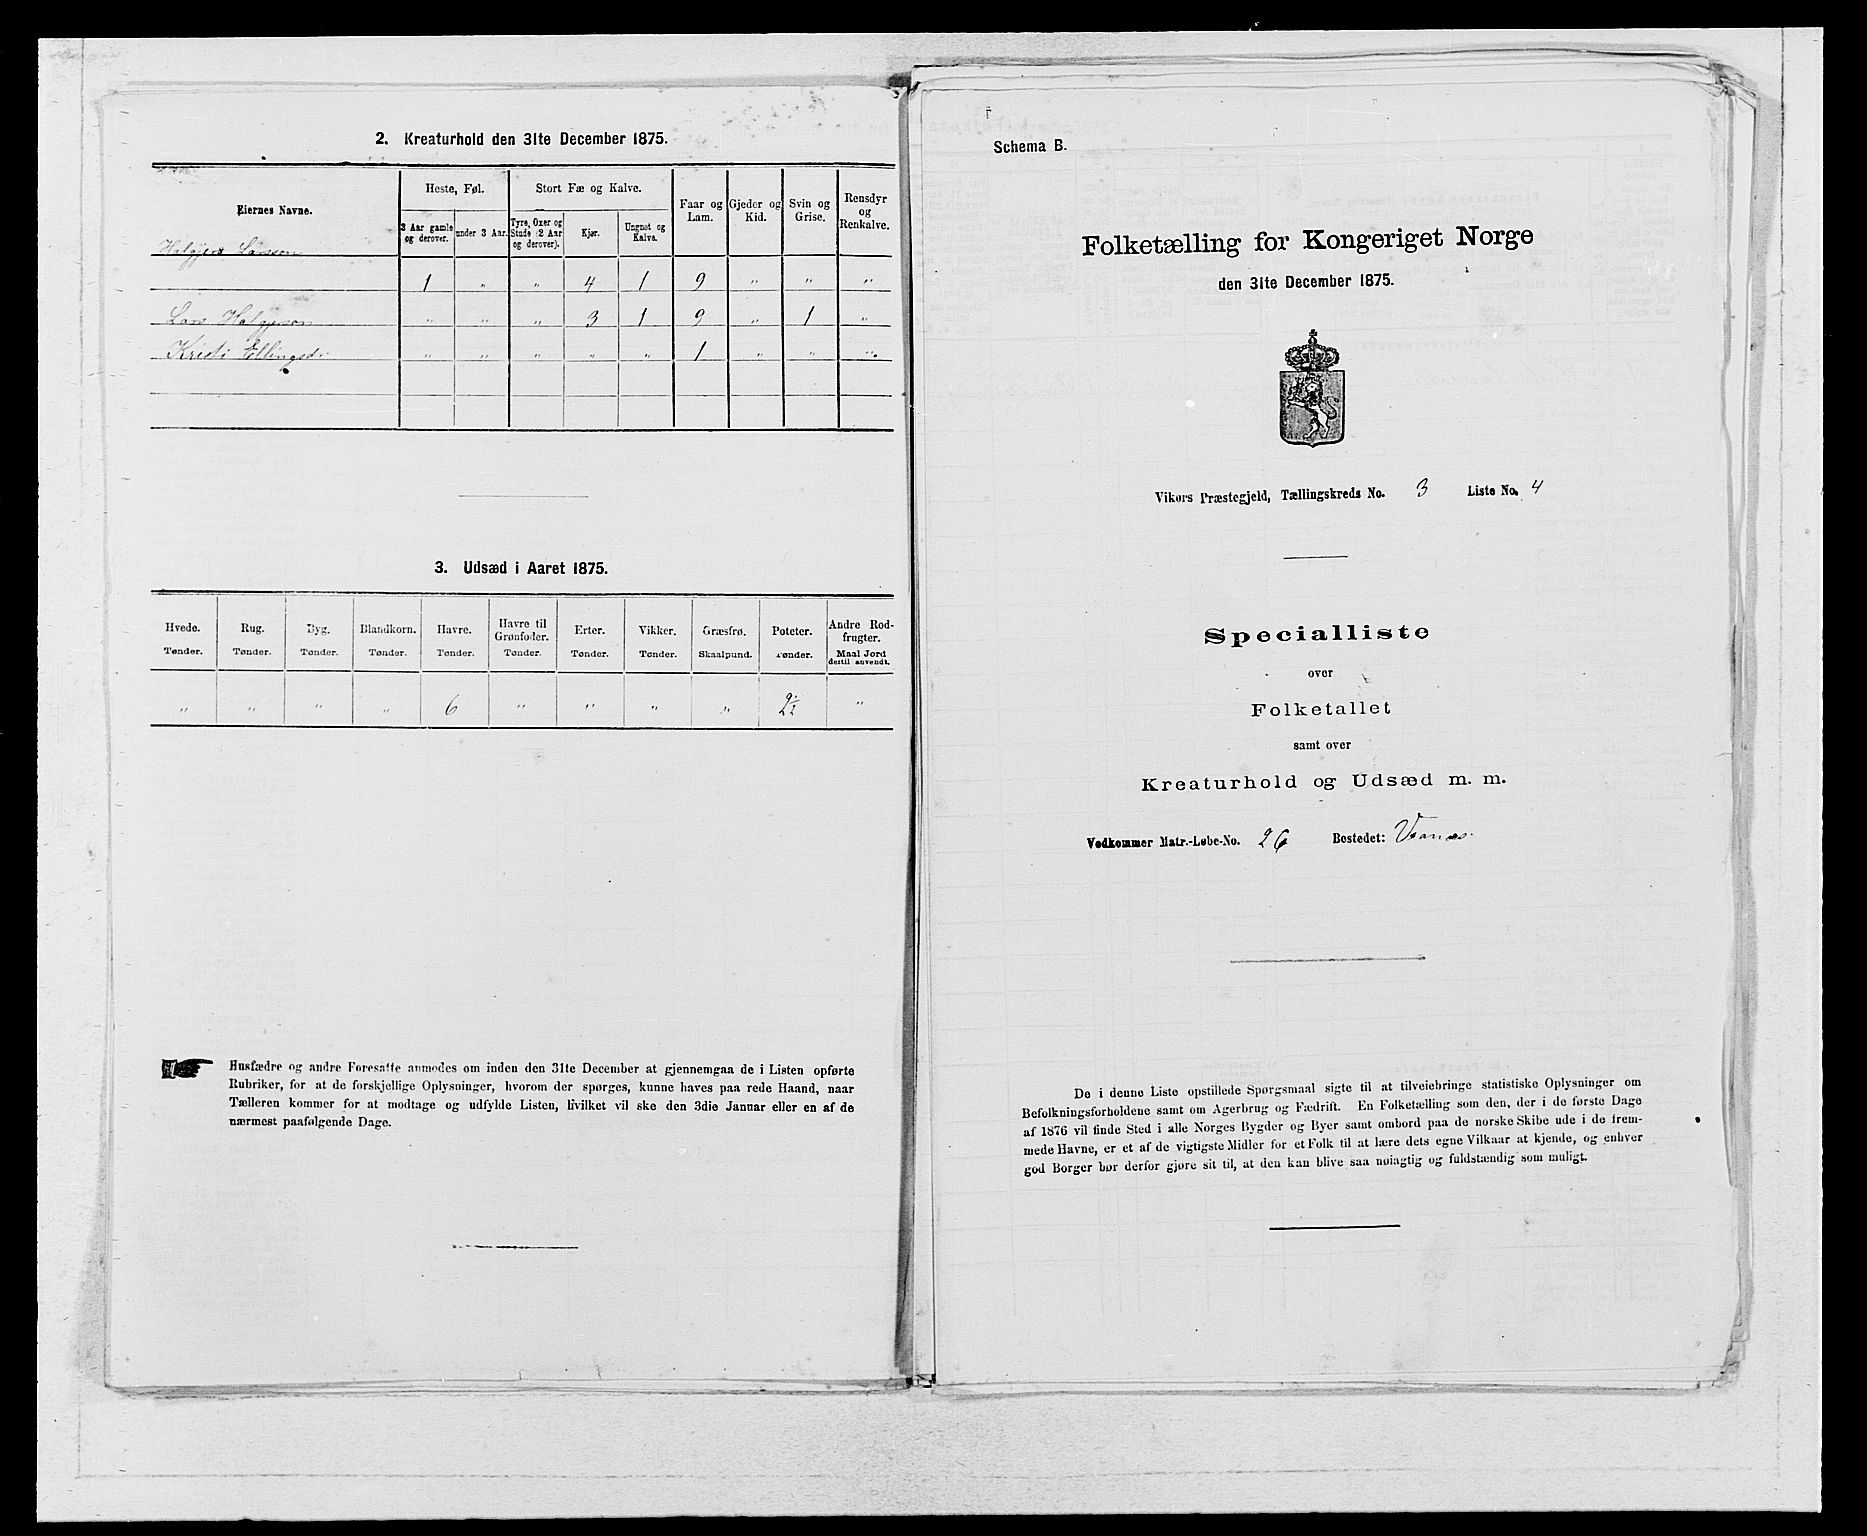 2. Kreaturhold den 31te December 1875.
Eiernes Navne. Heste, Føl. Stort Fæ og Kalve. Faar og Lam. Gjeder og Kid. Svin og Grise. Rensdyr og Renkalve.
3 Aar gamle og derover. under 3 Aar. Tyre, Oxer og Stude (2 Aar og derover). Kjør. Ungnøt og Kalve.
Larsson
1 " " 4 1 9 " " "
Lars " " " 3 1 9 " 1 "
Kristi Ellingsdr " " " " " 1 " " "
3. Udsæd i Aaret 1875.
Hvede. Rug. Byg. Blandkorn. Havre. Havre til Grønfoder. Erter. Vikker. Græsfrø. Poteter. Andre Rodfrugter.
Tønder. Tønder. Tønder. Tønder. Tønder. Tønder. Tønder. Tønder. Skaalpund. Tønder. Maal Jord dertil anvendt.
" " " " 6 " " " " "
Husfædre og andre Foresatte anmodes om inden den 31te December at gjennemgaa de i Listen opførte
Rubriker, for at de forskjellige Oplysninger, hvorom der spørges, kunne haves paa rede Haand, naar
Tælleren kommer for at modtage og udfylde Listen, hvilket vil ske den 3die Januar eller en af de
nærmest paafølgende Dage.
Schema B.
Folketælling for Kongeriget Norge
den 31te December 1875.
Vikørs Præstegjeld, Tællingskreds No. 3 Liste No. 4
Specialliste
over
Folketallet
samt over
Kreaturhold og Udsæd m. m.
Vedkommer Matr.-Løbe-No. 26 Bostedet:
De i denne Liste opstillede Spørgsmaal sigte til at tilveiebringe statistiske Oplysninger om
Befolkningsforholdene samt om Agerbrug og Fædrift. En Folketælling som den, der i de første Dage
af 1876 vil finde Sted i alle Norges Bygder og Byer samt ombord paa de norske Skibe ude i de frem-
mede Havne, er et af de vigtigste Midler for et Folk til at lære dets egne Vilkaar at kjende, og enhver
god Borger bør derfor gjøre sit til, at den kan blive saa nøiagtig og fuldstændig som muligt.